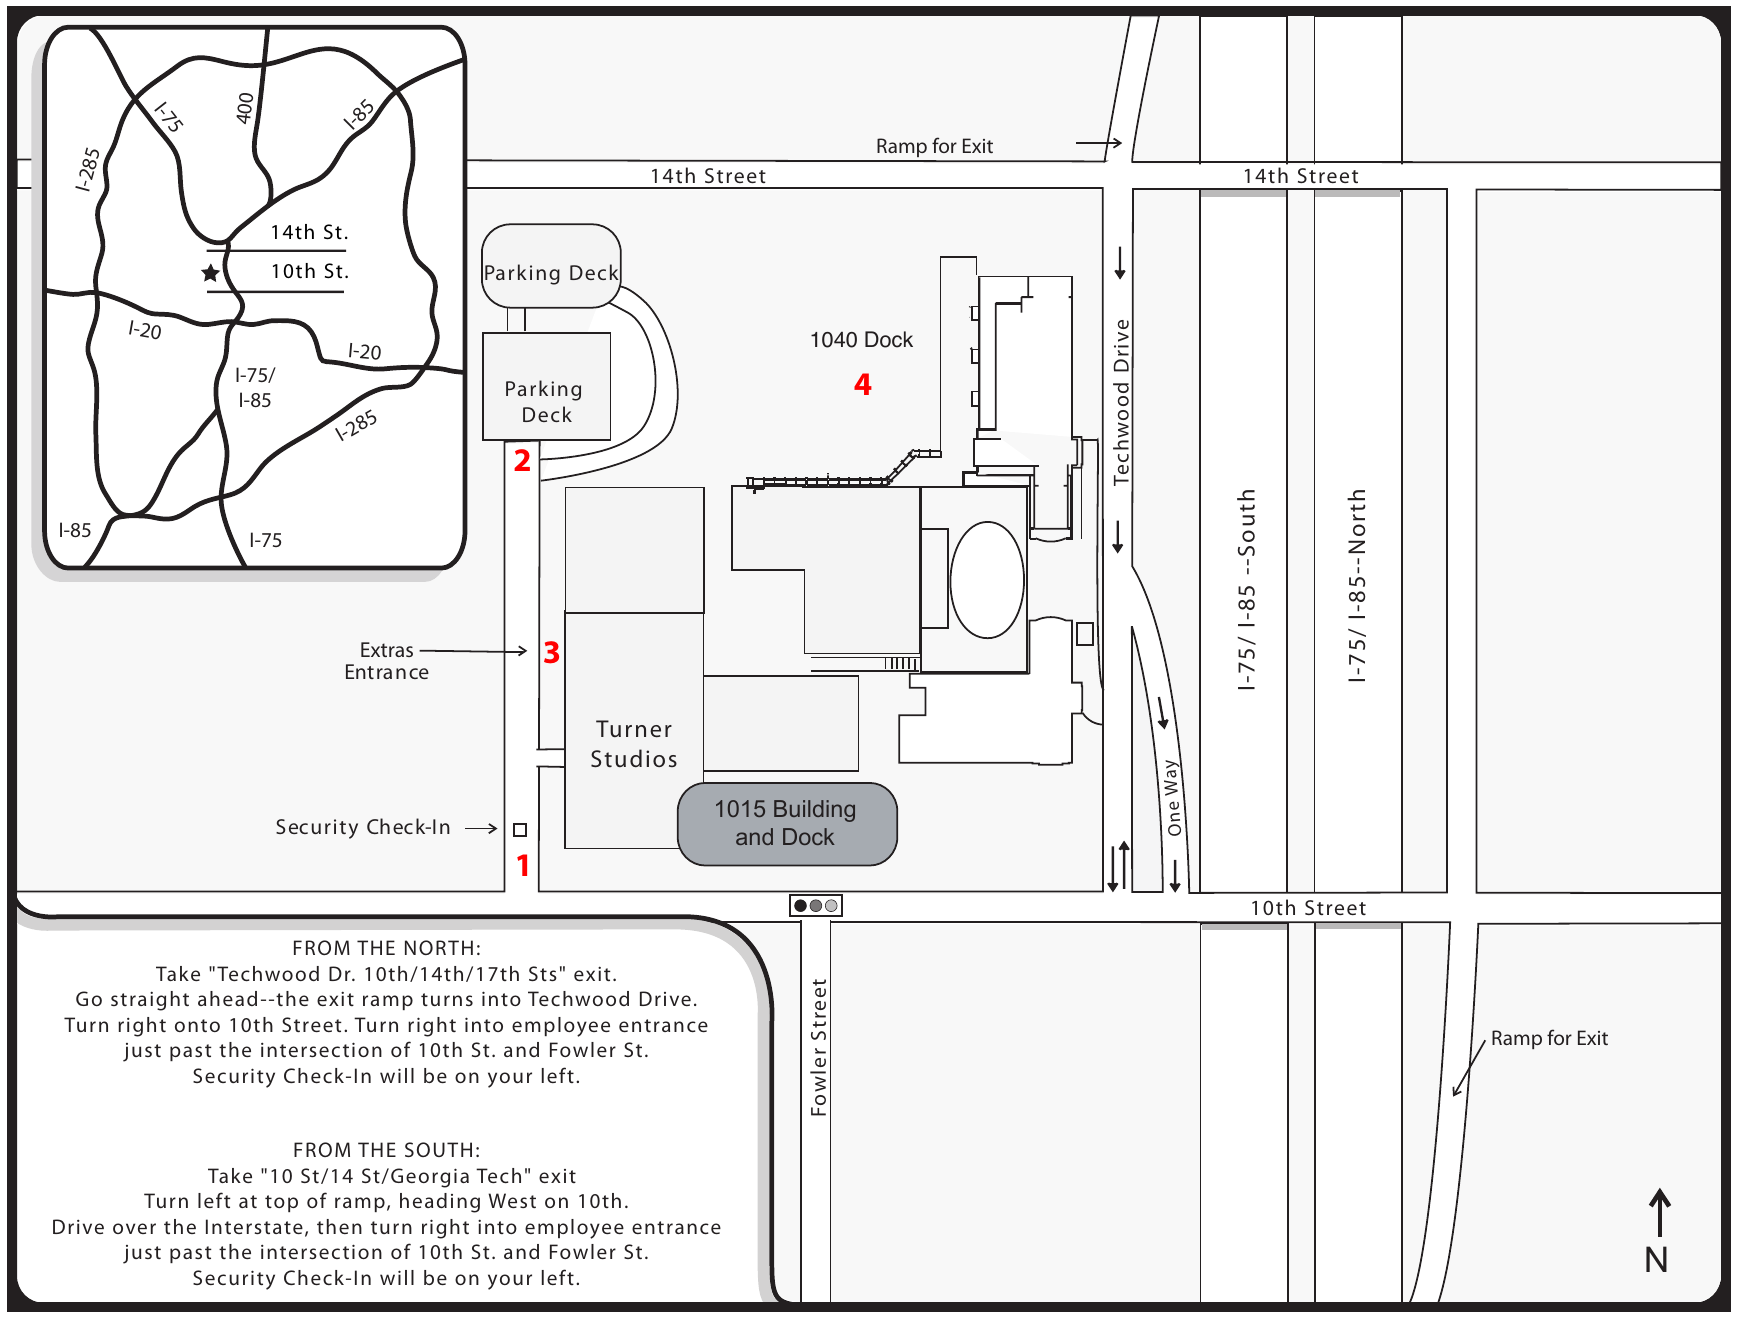 I-75
400
I-85
I-285
14th St.
10th St.
I-20
I-20
I-75/
I-85
I-285
I-85
I-75
Ramp for Exit
14th Street
14th Street
Parking Deck
Parking
Deck
1040 Dock
4
2
Techwood Drive
I-75/ I-85 --South
I-75/ I-85--North
Extras
Entrance
3
Turner
Studios
One Way
1015 Building
and Dock
Security Check-In
1
10th Street
FROM THE NORTH:
Take "Techwood Dr. 10th/14th/17th Sts" exit.
Go straight ahead--the exit ramp turns into Techwood Drive.
Turn right onto 10th Street. Turn right into employee entrance
just past the intersection of 10th St. and Fowler St.
Security Check-In will be on your left.
FROM THE SOUTH:
Take "10 St/14 St/Georgia Tech" exit
Turn left at top of ramp, heading West on 10th.
Drive over the Interstate, then turn right into employee entrance
just past the intersection of 10th St. and Fowler St.
Security Check-In will be on your left.
Fowler Street
Ramp for Exit
N